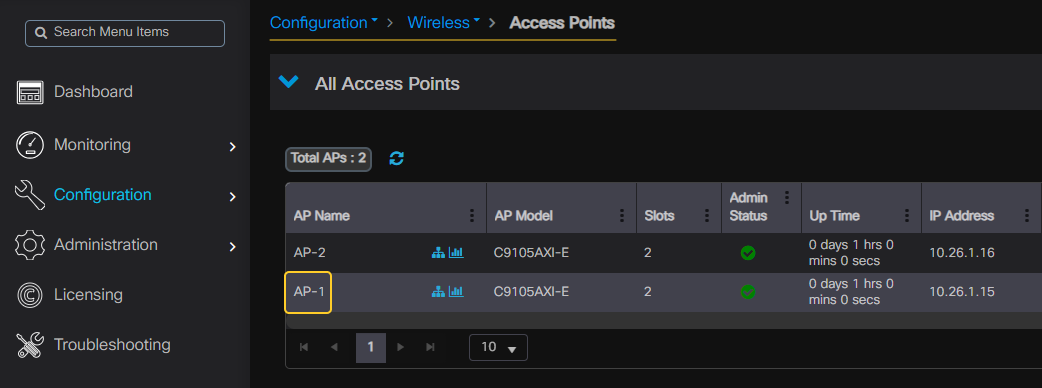 Search Menu Items
Dashboard
Monitoring
Configuration
Administration
Licensing
Troubleshooting
Configuration > Wireless > Access Points
All Access Points
Total APs : 2
AP Name AP Model Slots Admin Status Up Time IP Address
AP-2 C9105AXI-E 2 0 days 1 hrs 0 mins 0 secs 10.26.1.16
AP-1 C9105AXI-E 2 0 days 1 hrs 0 mins 0 secs 10.26.1.15
1 10